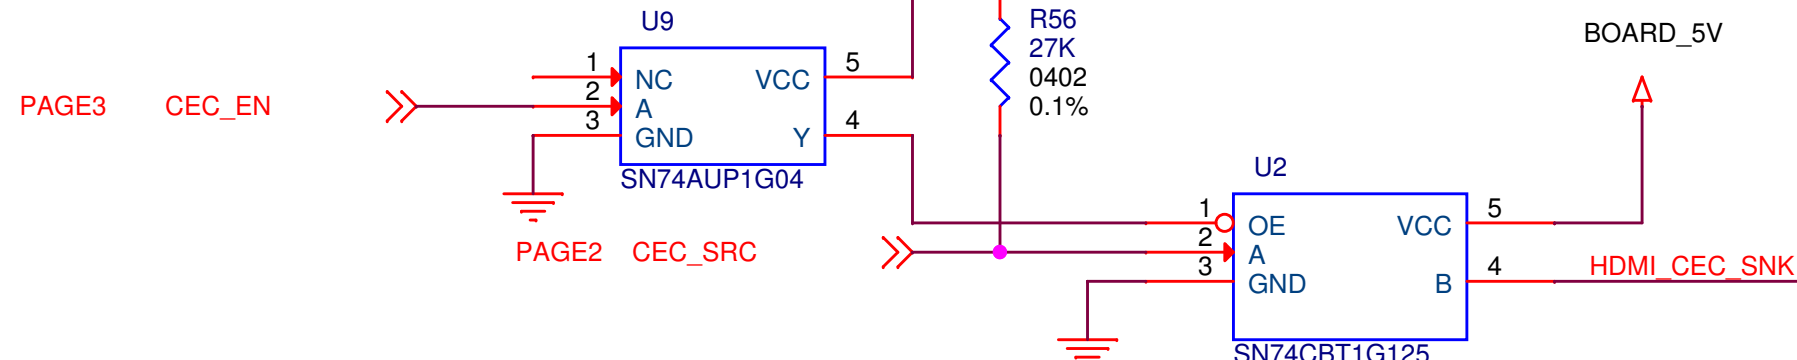 U9
R56
27K
0402
0.1%
BOARD_5V
1 NC VCC 5
PAGE3 CEC_EN
2 A
3 GND Y 4
SN74AUP1G04
U2
1 OE VCC 5
PAGE2 CEC_SRC
2 A
3 GND B 4
HDMI_CEC_SNK
SN74CBT1G125